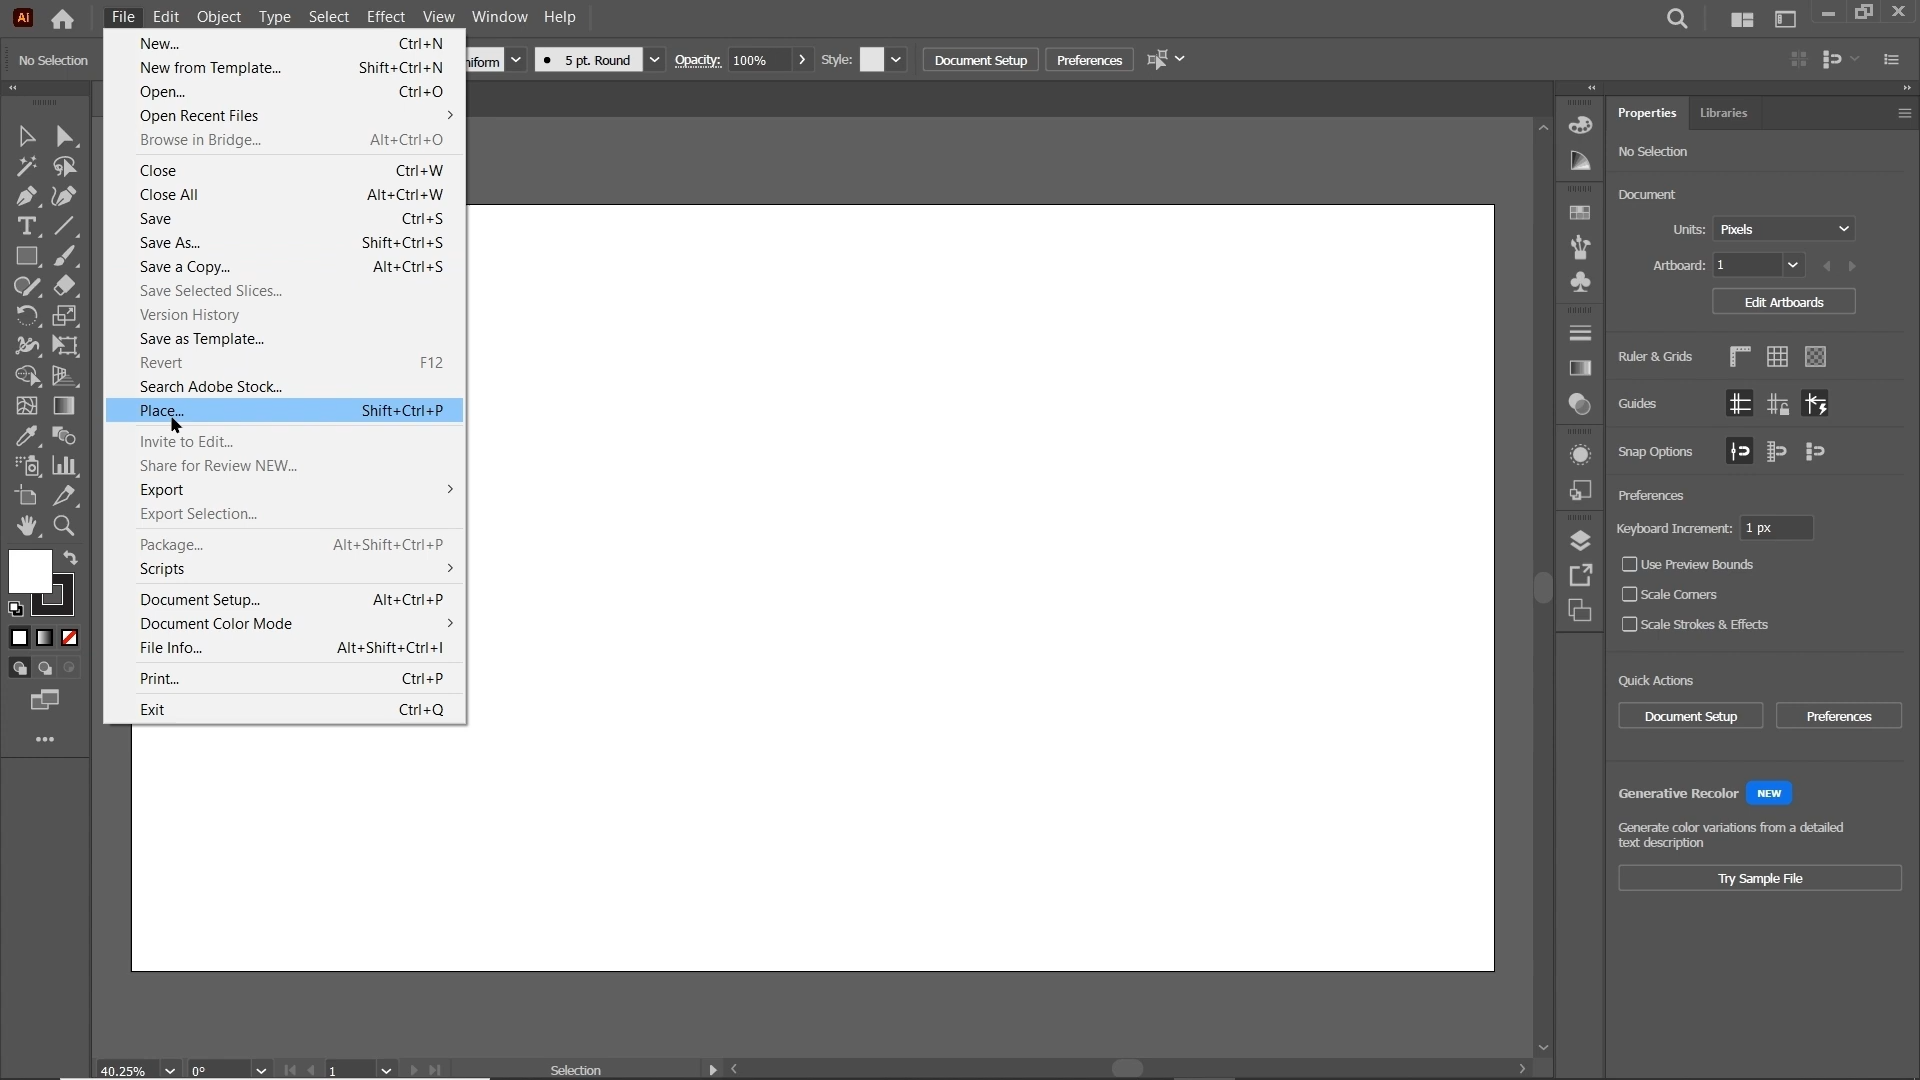 Ai
File Edit Object Type Select Effect View Window Help
No Selection
iform
5 pt. Round
Opacity: 100%
Style:
Document Setup
Preferences
New... Ctrl+N
New from Template... Shift+Ctrl+N
Open... Ctrl+O
Open Recent Files
Browse in Bridge... Alt+Ctrl+O
Close Ctrl+W
Close All Alt+Ctrl+W
Save Ctrl+S
Save As... Shift+Ctrl+S
Save a Copy... Alt+Ctrl+S
Save Selected Slices...
Version History
Save as Template...
Revert F12
Search Adobe Stock...
Place... Shift+Ctrl+P
Invite to Edit...
Share for Review NEW...
Export
Export Selection...
Package... Alt+Shift+Ctrl+P
Scripts
Document Setup... Alt+Ctrl+P
Document Color Mode
File Info... Alt+Shift+Ctrl+I
Print... Ctrl+P
Exit Ctrl+Q
Properties Libraries
No Selection
Document
Units: Pixels
Artboard: 1
Edit Artboards
Ruler & Grids
Guides
Snap Options
Preferences
Keyboard Increment: 1 px
Use Preview Bounds
Scale Corners
Scale Strokes & Effects
Quick Actions
Document Setup Preferences
Generative Recolor NEW
Generate color variations from a detailed
text description
Try Sample File
40.25% 0° 1 Selection